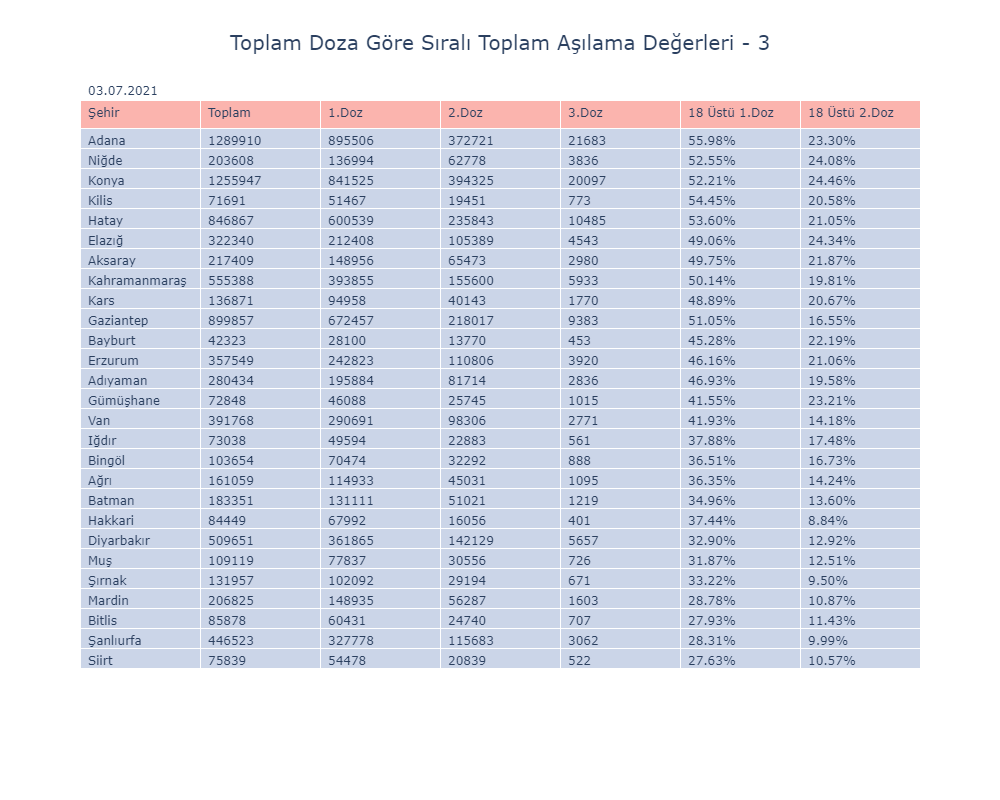 Toplam Doza Göre Sıralı Toplam Aşılama Değerleri - 3
03.07.2021
Şehir Toplam 1.Doz 2.Doz 3.Doz 18 Üstü 1.Doz 18 Üstü 2.Doz
Adana 1289910 895506 372721 21683 55.98% 23.30%
Niğde 203608 136994 62778 3836 52.55% 24.08%
Konya 1255947 841525 394325 20097 52.21% 24.46%
Kilis 71691 51467 19451 773 54.45% 20.58%
Hatay 846867 600539 235843 10485 53.60% 21.05%
Elazığ 322340 212408 105389 4543 49.06% 24.34%
Aksaray 217409 148956 65473 2980 49.75% 21.87%
Kahramanmaraş 555388 393855 155600 5933 50.14% 19.81%
Kars 136871 94958 40143 1770 48.89% 20.67%
Gaziantep 899857 672457 218017 9383 51.05% 16.55%
Bayburt 42323 28100 13770 453 45.28% 22.19%
Erzurum 357549 242823 110806 3920 46.16% 21.06%
Adıyaman 280434 195884 81714 2836 46.93% 19.58%
Gümüşhane 72848 46088 25745 1015 41.55% 23.21%
Van 391768 290691 98306 2771 41.93% 14.18%
Iğdır 73038 49594 22883 561 37.88% 17.48%
Bingöl 103654 70474 32292 888 36.51% 16.73%
Ağrı 161059 114933 45031 1095 36.35% 14.24%
Batman 183351 131111 51021 1219 34.96% 13.60%
Hakkari 84449 67992 16056 401 37.44% 8.84%
Diyarbakır 509651 361865 142129 5657 32.90% 12.92%
Muş 109119 77837 30556 726 31.87% 12.51%
Şırnak 131957 102092 29194 671 33.22% 9.50%
Mardin 206825 148935 56287 1603 28.78% 10.87%
Bitlis 85878 60431 24740 707 27.93% 11.43%
Şanlıurfa 446523 327778 115683 3062 28.31% 9.99%
Siirt 75839 54478 20839 522 27.63% 10.57%